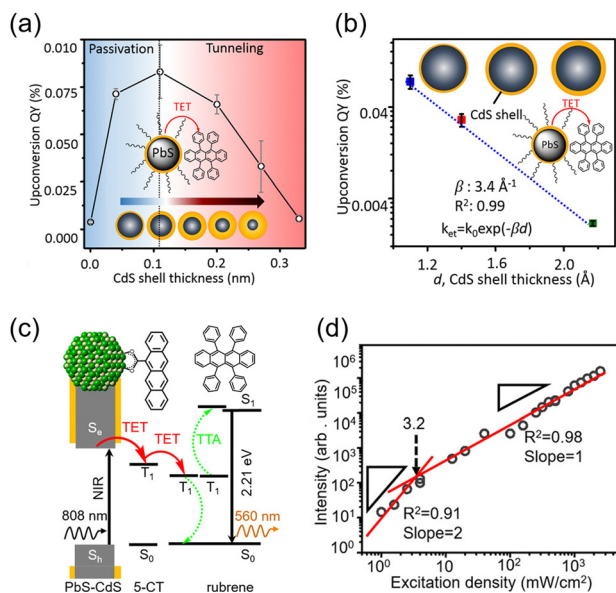 (a)
0.010
0.075
0.050
0.025
0.000
Upconversion QY (%)
Passivation
Tunneling
TET
PbS
0.0
0.1
0.2
0.3
CdS shell thickness (nm)
(b)
Upconversion QY (%)
0.04
0.004
CdS shell
TET
PbS
β : 3.4 Å⁻¹
R²: 0.99
kₑₜ=k₀exp(-βd)
1.2
1.6
2.0
d, CdS shell thickness (Å)
(c)
Sₑ
TET
TET
TTA
S₁
T₁
T₁
T₁
NIR
2.21 eV
808 nm
560 nm
Sₕ
S₀
S₀
PbS-CdS
5-CT
rubrene
(d)
Intensity (arb . units)
10⁶
10⁵
10⁴
10³
10²
10¹
10⁰
3.2
R²=0.98
Slope=1
R²=0.91
Slope=2
10⁰
10¹
10²
10³
Excitation density (mW/cm²)